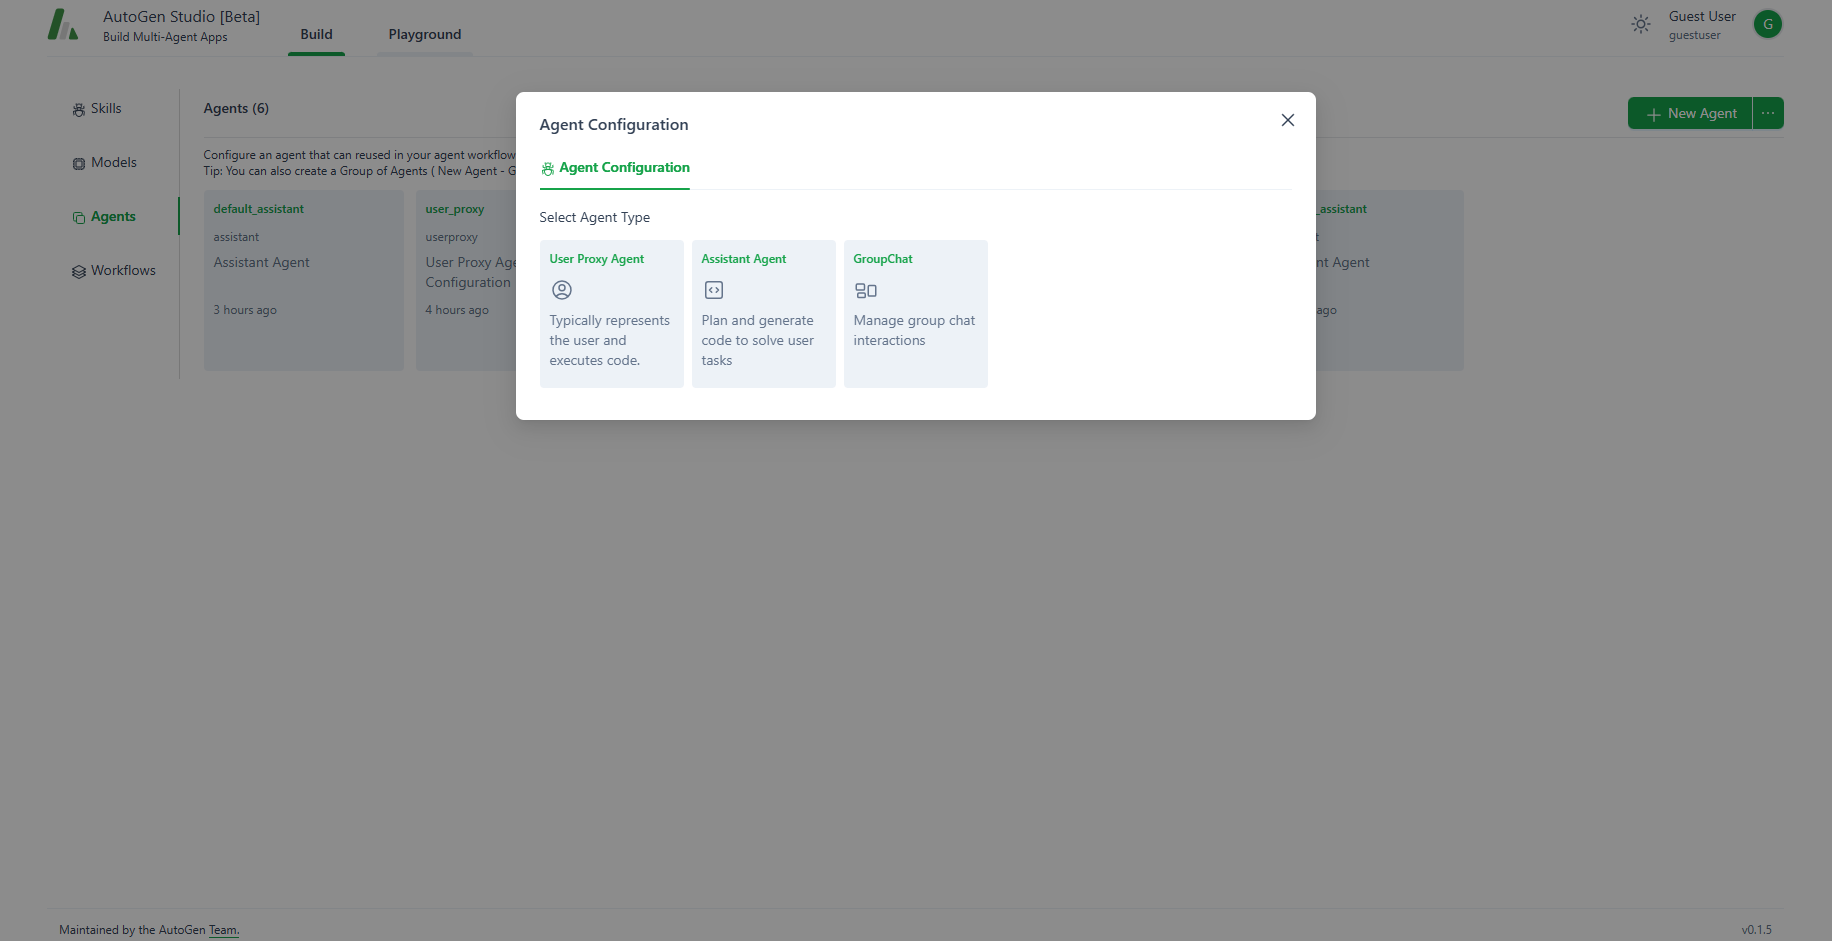 AutoGen Studio [Beta]
Build Multi-Agent Apps
Build
Playground
Guest User
guestuser
G
Skills
Models
Agents
Workflows
Agents (6)
New Agent
Configure an agent that can reused in your agent workflow
Tip: You can also create a Group of Agents ( New Agent - G
default_assistant
assistant
Assistant Agent
3 hours ago
user_proxy
userproxy
User Proxy Age
Configuration
4 hours ago
_assistant
t
nt Agent
ago
Agent Configuration
Agent Configuration
Select Agent Type
User Proxy Agent
Typically represents
the user and
executes code.
Assistant Agent
Plan and generate
code to solve user
tasks
GroupChat
Manage group chat
interactions
Maintained by the AutoGen Team.
v0.1.5